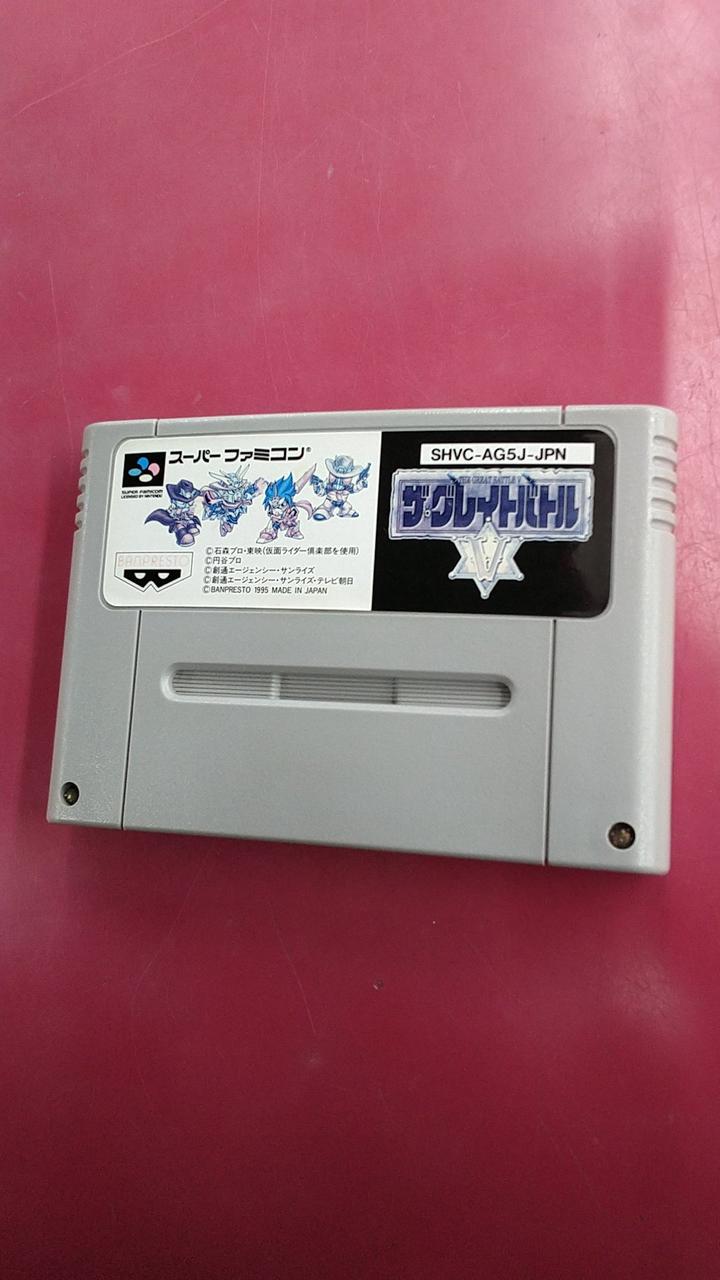 スーパーファミコン®
SUPER FAMICOM
LICENSED BY NINTENDO
BANPRESTO
©石森プロ・東映(仮面ライダー倶楽部を使用)
©円谷プロ
©創通エージェンシー・サンライズ
©創通エージェンシー・サンライズ・テレビ朝日
©BANPRESTO 1995 MADE IN JAPAN
SHVC-AG5J-JPN
THE GREAT BATTLE V
ザ・グレイトバトル
V